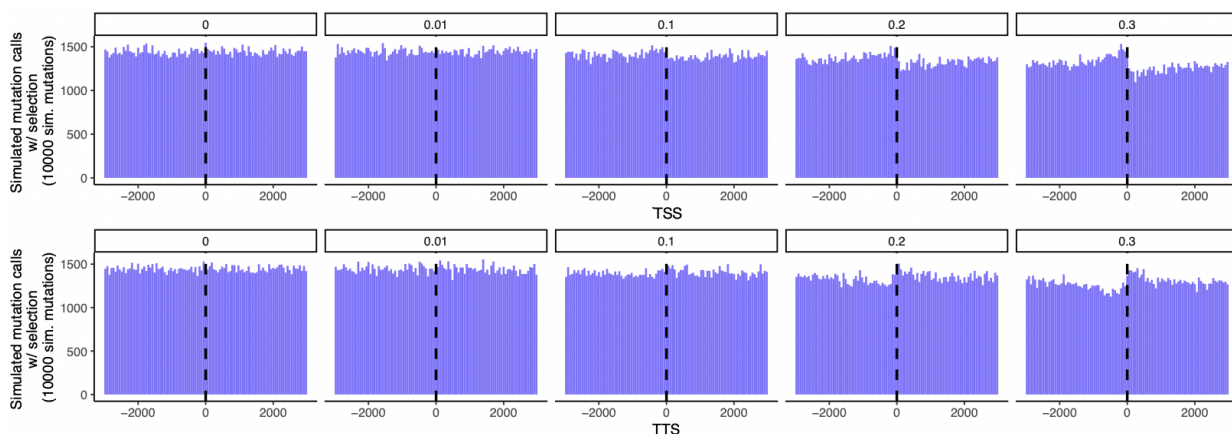 0 0.01 0.1 0.2 0.3
Simulated mutation calls
w/ selection
(10000 sim. mutations)
1500
1000
500
0
−2000 0 2000 −2000 0 2000 −2000 0 2000 −2000 0 2000 −2000 0 2000
TSS
0 0.01 0.1 0.2 0.3
Simulated mutation calls
w/ selection
(10000 sim. mutations)
1500
1000
500
0
−2000 0 2000 −2000 0 2000 −2000 0 2000 −2000 0 2000 −2000 0 2000
TTS